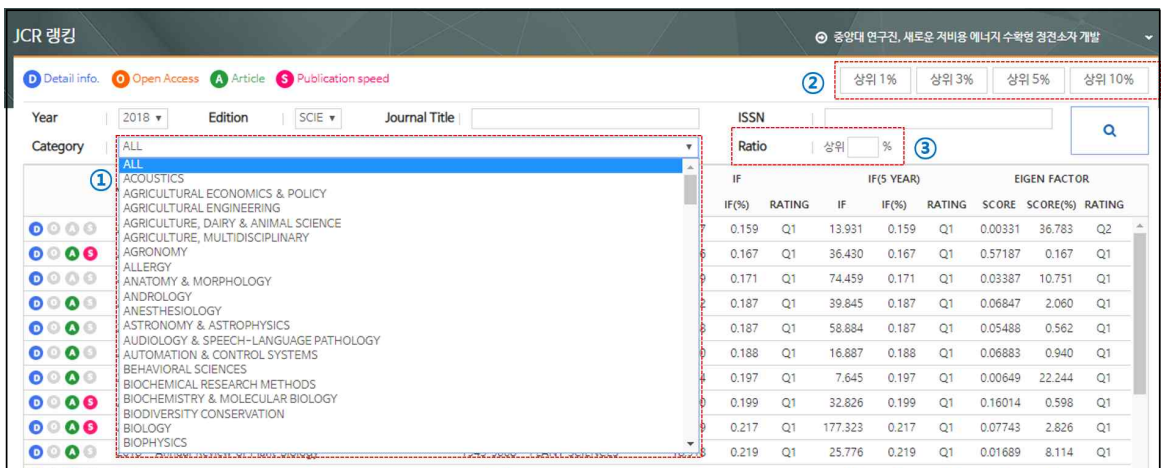 JCR 랭킹
중앙대 연구진, 새로운 저비용 에너지 수확형 정전소자 개발
D Detail info. O Open Access A Article S Publication speed
② 상위 1% 상위 3% 상위 5% 상위 10%
Year 2018 Edition SCIE Journal Title ISSN
Category ALL Ratio 상위 % ③
①
ALL
ACOUSTICS
AGRICULTURAL ECONOMICS & POLICY
AGRICULTURAL ENGINEERING
AGRICULTURE, DAIRY & ANIMAL SCIENCE
AGRICULTURE, MULTIDISCIPLINARY
AGRONOMY
ALLERGY
ANATOMY & MORPHOLOGY
ANDROLOGY
ANESTHESIOLOGY
ASTRONOMY & ASTROPHYSICS
AUDIOLOGY & SPEECH-LANGUAGE PATHOLOGY
AUTOMATION & CONTROL SYSTEMS
BEHAVIORAL SCIENCES
BIOCHEMICAL RESEARCH METHODS
BIOCHEMISTRY & MOLECULAR BIOLOGY
BIODIVERSITY CONSERVATION
BIOLOGY
BIOPHYSICS
IF IF(5 YEAR) EIGEN FACTOR
IF(%) RATING IF IF(%) RATING SCORE SCORE(%) RATING
D O A S 7 0.159 Q1 13.931 0.159 Q1 0.00331 36.783 Q2
D O A S 6 0.167 Q1 36.430 0.167 Q1 0.57187 0.167 Q1
D O A S 9 0.171 Q1 74.459 0.171 Q1 0.03387 10.751 Q1
D O A S 2 0.187 Q1 39.845 0.187 Q1 0.06847 2.060 Q1
D O A S 8 0.187 Q1 58.884 0.187 Q1 0.05488 0.562 Q1
D O A S 0 0.188 Q1 16.887 0.188 Q1 0.06883 0.940 Q1
D O A S 4 0.197 Q1 7.645 0.197 Q1 0.00649 22.244 Q1
D O A S 0 0.199 Q1 32.826 0.199 Q1 0.16014 0.598 Q1
D O A S 9 0.217 Q1 177.323 0.217 Q1 0.07743 2.826 Q1
D O A S 8 0.219 Q1 25.776 0.219 Q1 0.01689 8.114 Q1